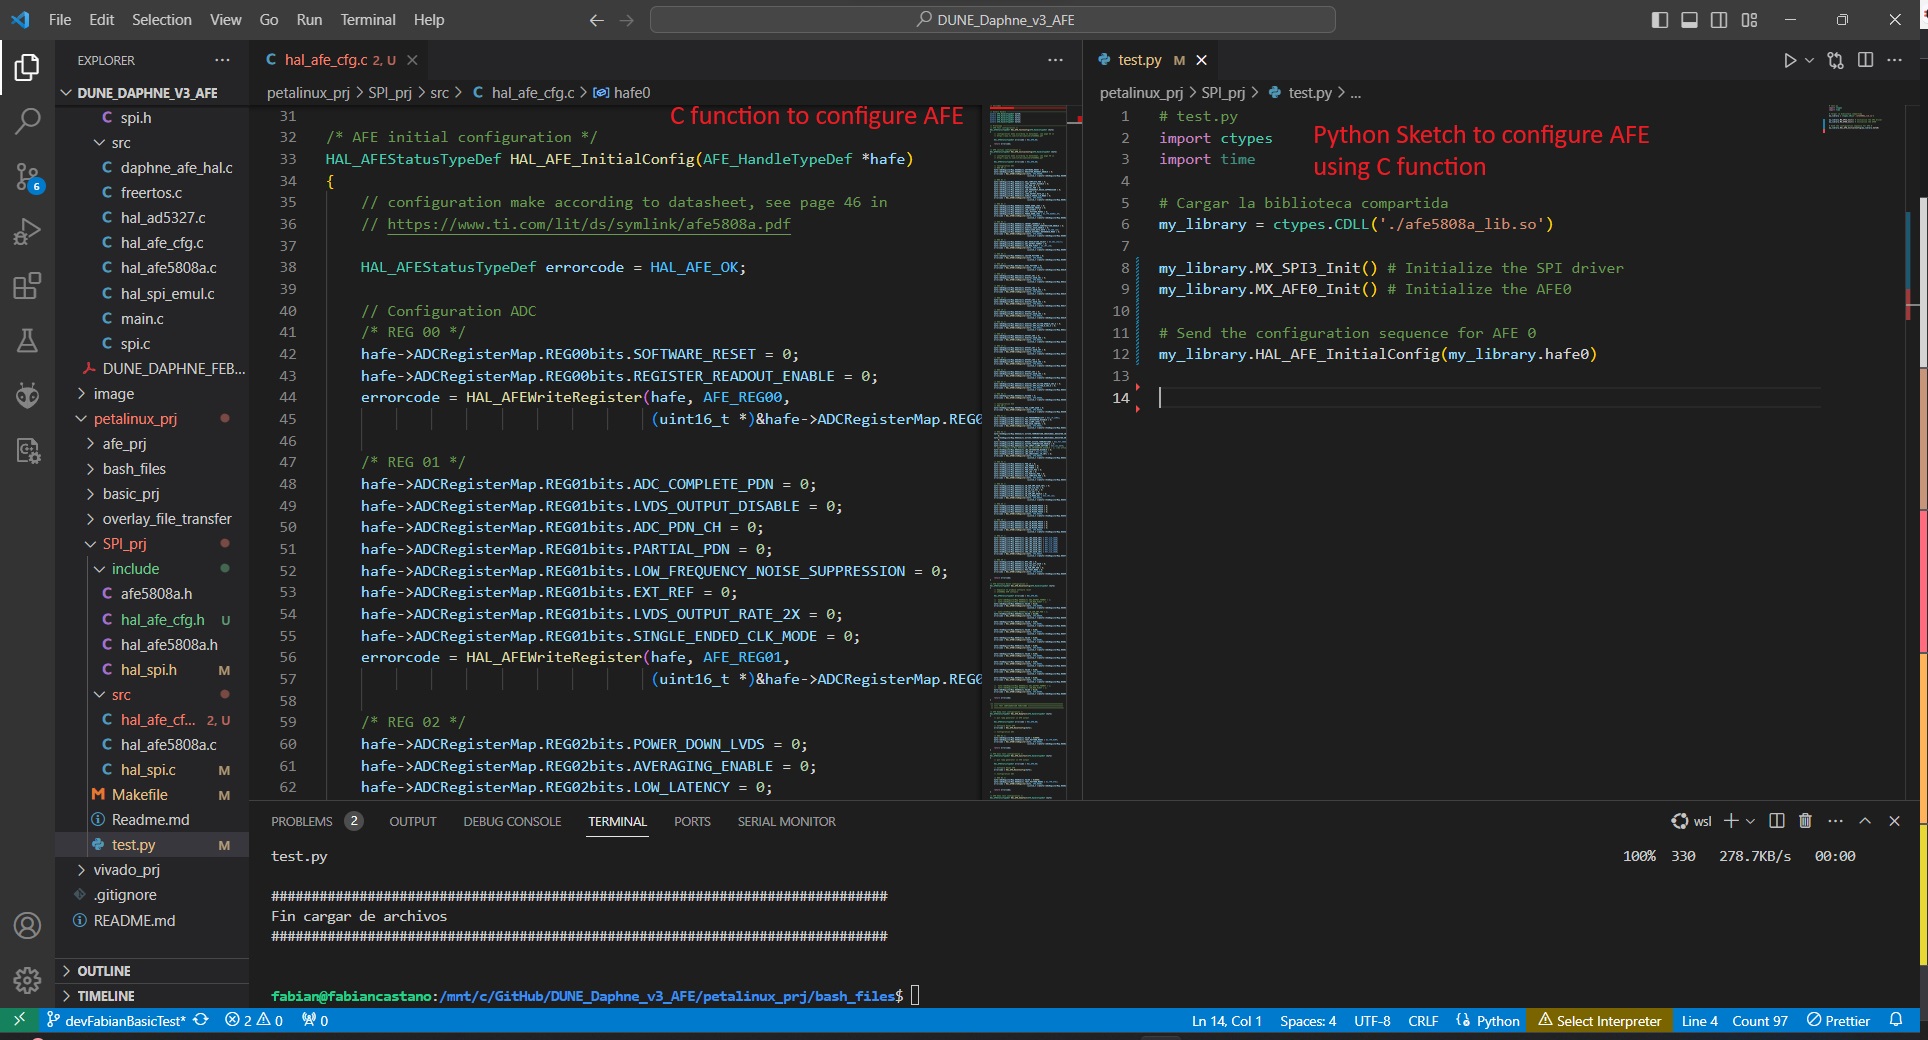 File Edit Selection View Go Run Terminal Help
DUNE_Daphne_v3_AFE
EXPLORER
DUNE_DAPHNE_V3_AFE
C spi.h
src
C daphne_afe_hal.c
C freertos.c
C hal_ad5327.c
C hal_afe_cfg.c
C hal_afe5808a.c
C hal_spi_emul.c
C main.c
C spi.c
DUNE_DAPHNE_FEB...
image
petalinux_prj
afe_prj
bash_files
basic_prj
overlay_file_transfer
SPI_prj
include
C afe5808a.h
C hal_afe_cfg.h U
C hal_afe5808a.h
C hal_spi.h M
src
C hal_afe_cf... 2, U
C hal_afe5808a.c
C hal_spi.c M
M Makefile M
Readme.md
test.py M
vivado_prj
.gitignore
README.md
OUTLINE
TIMELINE
6
C hal_afe_cfg.c 2, U
petalinux_prj > SPI_prj > src > C hal_afe_cfg.c > hafe0
C function to configure AFE
31
32 /* AFE initial configuration */
33 HAL_AFEStatusTypeDef HAL_AFE_InitialConfig(AFE_HandleTypeDef *hafe)
34 {
35 // configuration make according to datasheet, see page 46 in
36 // https://www.ti.com/lit/ds/symlink/afe5808a.pdf
37
38 HAL_AFEStatusTypeDef errorcode = HAL_AFE_OK;
39
40 // Configuration ADC
41 /* REG 00 */
42 hafe->ADCRegisterMap.REG00bits.SOFTWARE_RESET = 0;
43 hafe->ADCRegisterMap.REG00bits.REGISTER_READOUT_ENABLE = 0;
44 errorcode = HAL_AFEWriteRegister(hafe, AFE_REG00,
45 (uint16_t *)&hafe->ADCRegisterMap.REG0
46
47 /* REG 01 */
48 hafe->ADCRegisterMap.REG01bits.ADC_COMPLETE_PDN = 0;
49 hafe->ADCRegisterMap.REG01bits.LVDS_OUTPUT_DISABLE = 0;
50 hafe->ADCRegisterMap.REG01bits.ADC_PDN_CH = 0;
51 hafe->ADCRegisterMap.REG01bits.PARTIAL_PDN = 0;
52 hafe->ADCRegisterMap.REG01bits.LOW_FREQUENCY_NOISE_SUPPRESSION = 0;
53 hafe->ADCRegisterMap.REG01bits.EXT_REF = 0;
54 hafe->ADCRegisterMap.REG01bits.LVDS_OUTPUT_RATE_2X = 0;
55 hafe->ADCRegisterMap.REG01bits.SINGLE_ENDED_CLK_MODE = 0;
56 errorcode = HAL_AFEWriteRegister(hafe, AFE_REG01,
57 (uint16_t *)&hafe->ADCRegisterMap.REG0
58
59 /* REG 02 */
60 hafe->ADCRegisterMap.REG02bits.POWER_DOWN_LVDS = 0;
61 hafe->ADCRegisterMap.REG02bits.AVERAGING_ENABLE = 0;
62 hafe->ADCRegisterMap.REG02bits.LOW_LATENCY = 0;
test.py M
petalinux_prj > SPI_prj > test.py > ...
Python Sketch to configure AFE
using C function
1 # test.py
2 import ctypes
3 import time
4
5 # Cargar la biblioteca compartida
6 my_library = ctypes.CDLL('./afe5808a_lib.so')
7
8 my_library.MX_SPI3_Init() # Initialize the SPI driver
9 my_library.MX_AFE0_Init() # Initialize the AFE0
10
11 # Send the configuration sequence for AFE 0
12 my_library.HAL_AFE_InitialConfig(my_library.hafe0)
13
14
PROBLEMS 2 OUTPUT DEBUG CONSOLE TERMINAL PORTS SERIAL MONITOR
wsl
test.py 100% 330 278.7KB/s 00:00
#############################################################################
Fin cargar de archivos
#############################################################################
fabian@fabiancastano:/mnt/c/GitHub/DUNE_Daphne_v3_AFE/petalinux_prj/bash_files$
devFabianBasicTest* 2 0 0
Ln 14, Col 1 Spaces: 4 UTF-8 CRLF Python Select Interpreter Line 4 Count 97 Prettier